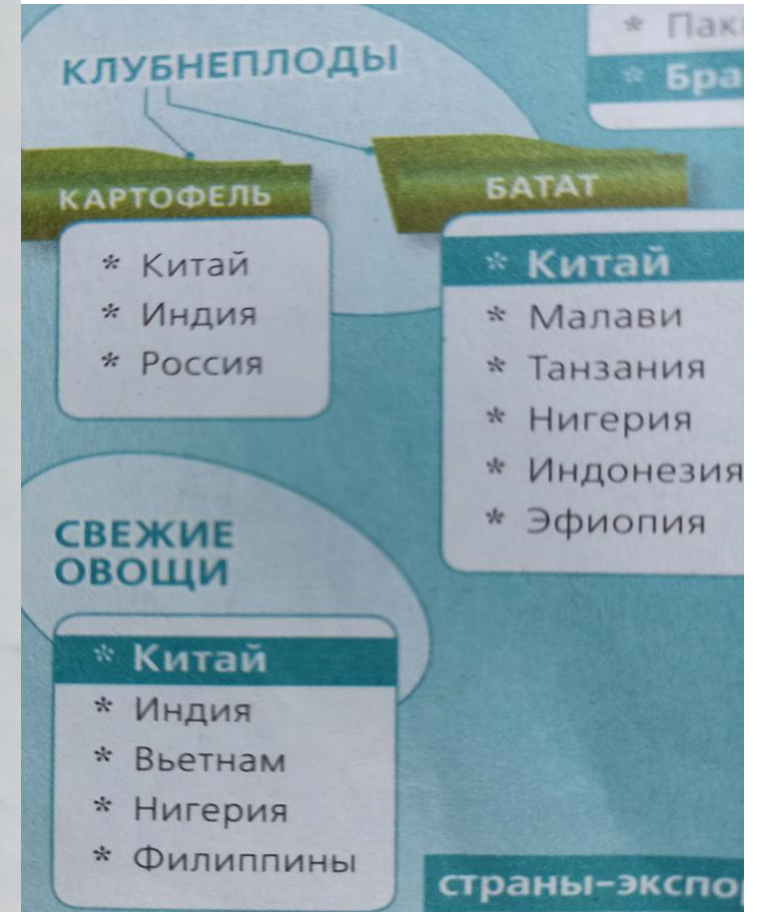 КЛУБНЕПЛОДЫ
КАРТОФЕЛЬ
* Китай
* Индия
* Россия
БАТАТ
* Китай
* Малави
* Танзания
* Нигерия
* Индонезия
* Эфиопия
СВЕЖИЕ
ОВОЩИ
* Китай
* Индия
* Вьетнам
* Нигерия
* Филиппины